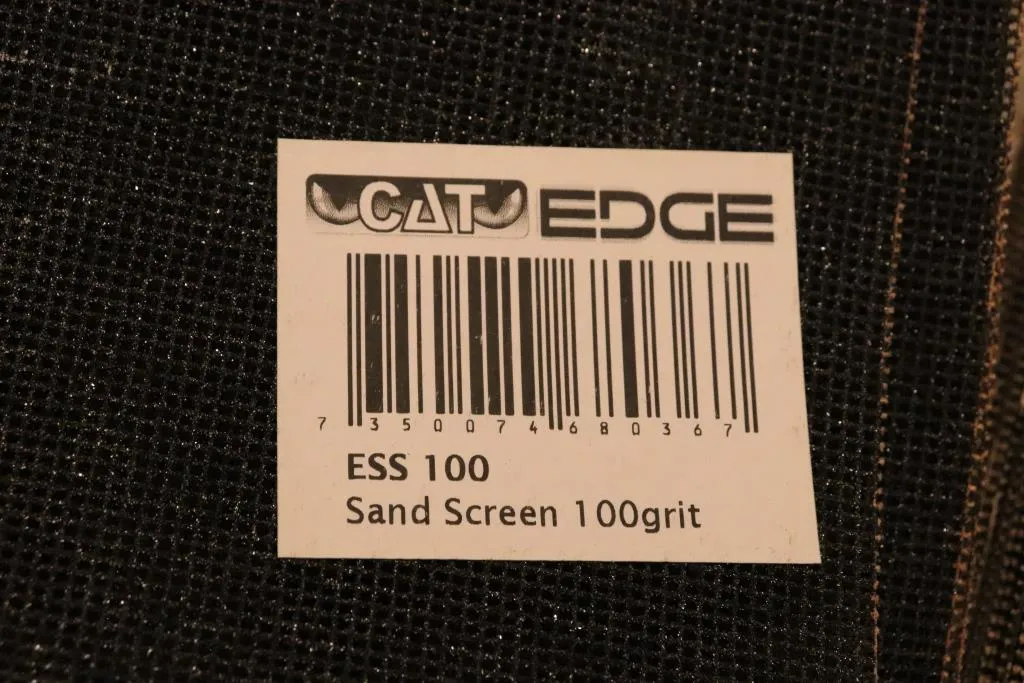 CAT EDGE
7 350074 680367
ESS 100
Sand Screen 100grit